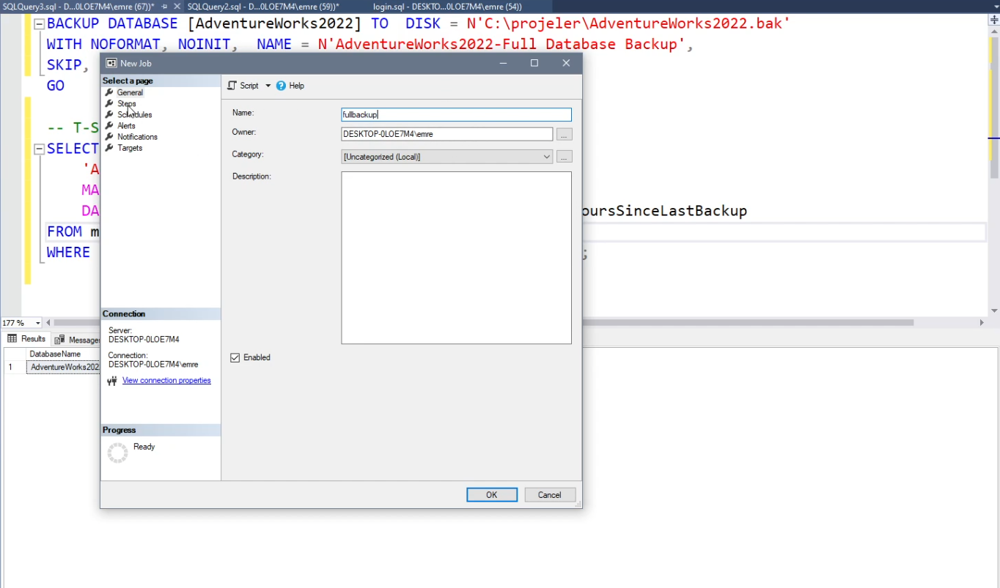 SQLQuery3.sql - D...0LOE7M4\emre (67))*
SQLQuery2.sql - D...0LOE7M4\emre (59))*
login.sql - DESKTO...0LOE7M4\emre (54))
BACKUP DATABASE [AdventureWorks2022] TO  DISK = N'C:\projeler\AdventureWorks2022.bak'
WITH NOFORMAT, NOINIT,  NAME = N'AdventureWorks2022-Full Database Backup',
SKIP,
GO
-- T-S
SELECT
'A
MA
DA
oursSinceLastBackup
FROM m
WHERE
;
New Job
Select a page
General
Steps
Schedules
Alerts
Notifications
Targets
Script
Help
Name:
fullbackup
Owner:
DESKTOP-0LOE7M4\emre
...
Category:
[Uncategorized (Local)]
...
Description:
Enabled
Connection
Server:
DESKTOP-0LOE7M4
Connection:
DESKTOP-0LOE7M4\emre
View connection properties
Progress
Ready
OK
Cancel
177 %
Results
Messages
DatabaseName
1
AdventureWorks202